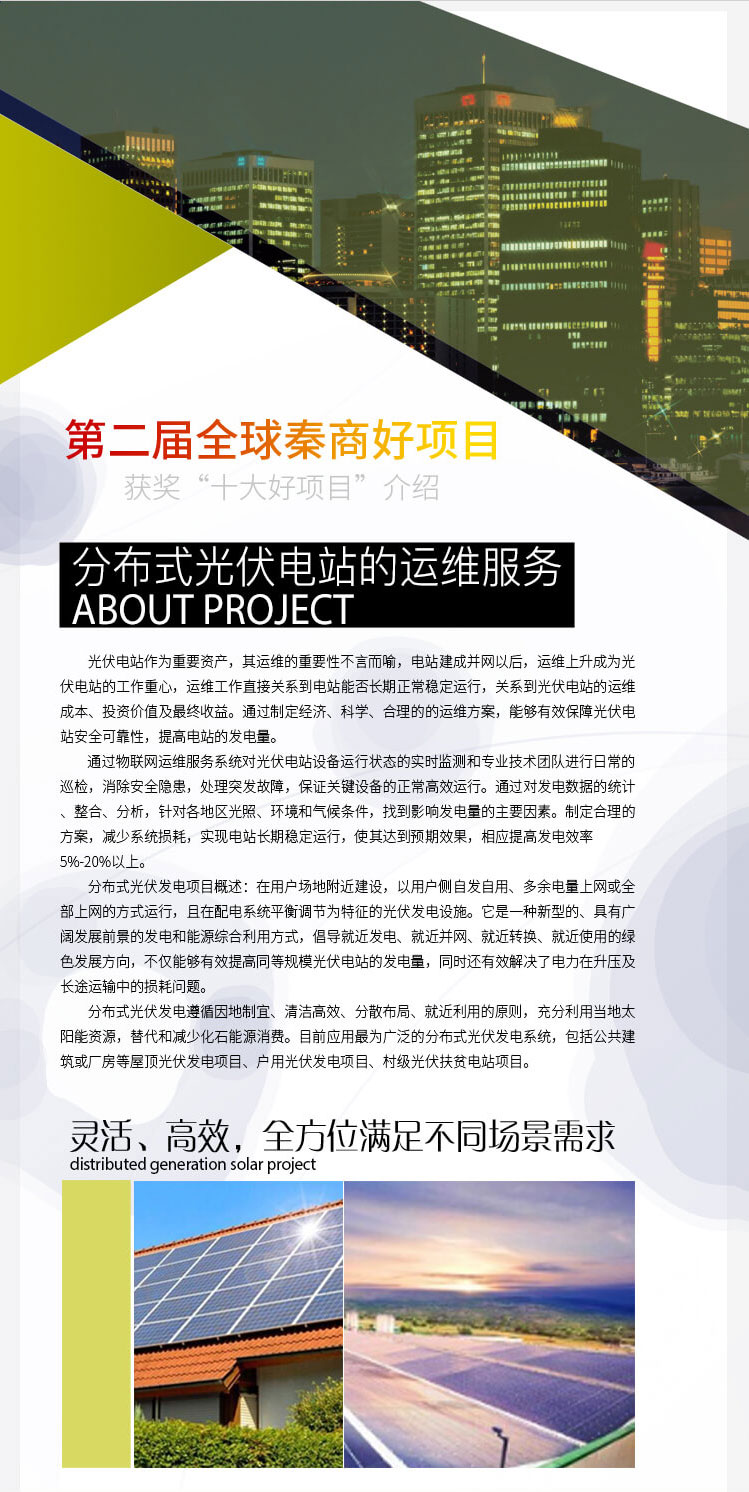 第二届全球秦商好项目
获奖“十大好项目”介绍
分布式光伏电站的运维服务
ABOUT PROJECT
光伏电站作为重要资产，其运维的重要性不言而喻，电站建成并网以后，运维上升成为光
伏电站的工作重心，运维工作直接关系到电站能否长期正常稳定运行，关系到光伏电站的运维
成本、投资价值及最终收益。通过制定经济、科学、合理的的运维方案，能够有效保障光伏电
站安全可靠性，提高电站的发电量。
通过物联网运维服务系统对光伏电站设备运行状态的实时监测和专业技术团队进行日常的
巡检，消除安全隐患，处理突发故障，保证关键设备的正常高效运行。通过对发电数据的统计
、整合、分析，针对各地区光照、环境和气候条件，找到影响发电量的主要因素。制定合理的
方案，减少系统损耗，实现电站长期稳定运行，使其达到预期效果，相应提高发电效率
5%-20%以上。
分布式光伏发电项目概述：在用户场地附近建设，以用户侧自发自用、多余电量上网或全
部上网的方式运行，且在配电系统平衡调节为特征的光伏发电设施。它是一种新型的、具有广
阔发展前景的发电和能源综合利用方式，倡导就近发电、就近并网、就近转换、就近使用的绿
色发展方向，不仅能够有效提高同等规模光伏电站的发电量，同时还有效解决了电力在升压及
长途运输中的损耗问题。
分布式光伏发电遵循因地制宜、清洁高效、分散布局、就近利用的原则，充分利用当地太
阳能资源，替代和减少化石能源消费。目前应用最为广泛的分布式光伏发电系统，包括公共建
筑或厂房等屋顶光伏发电项目、户用光伏发电项目、村级光伏扶贫电站项目。
灵活、高效，全方位满足不同场景需求
distributed generation solar project